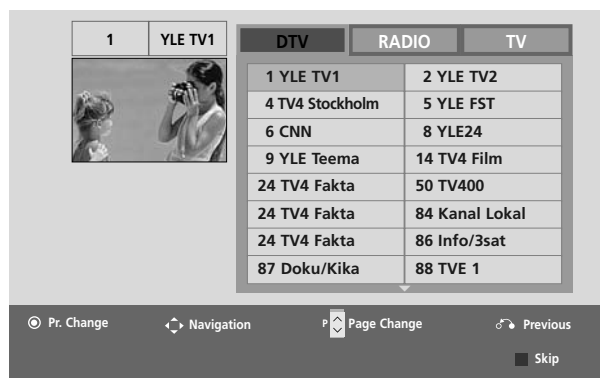 1 YLE TV1
DTV RADIO TV
1 YLE TV1 2 YLE TV2
4 TV4 Stockholm 5 YLE FST
6 CNN 8 YLE24
9 YLE Teema 14 TV4 Film
24 TV4 Fakta 50 TV400
24 TV4 Fakta 84 Kanal Lokal
24 TV4 Fakta 86 Info/3sat
87 Doku/Kika 88 TVE 1
Pr. Change Navigation P Page Change Previous
Skip